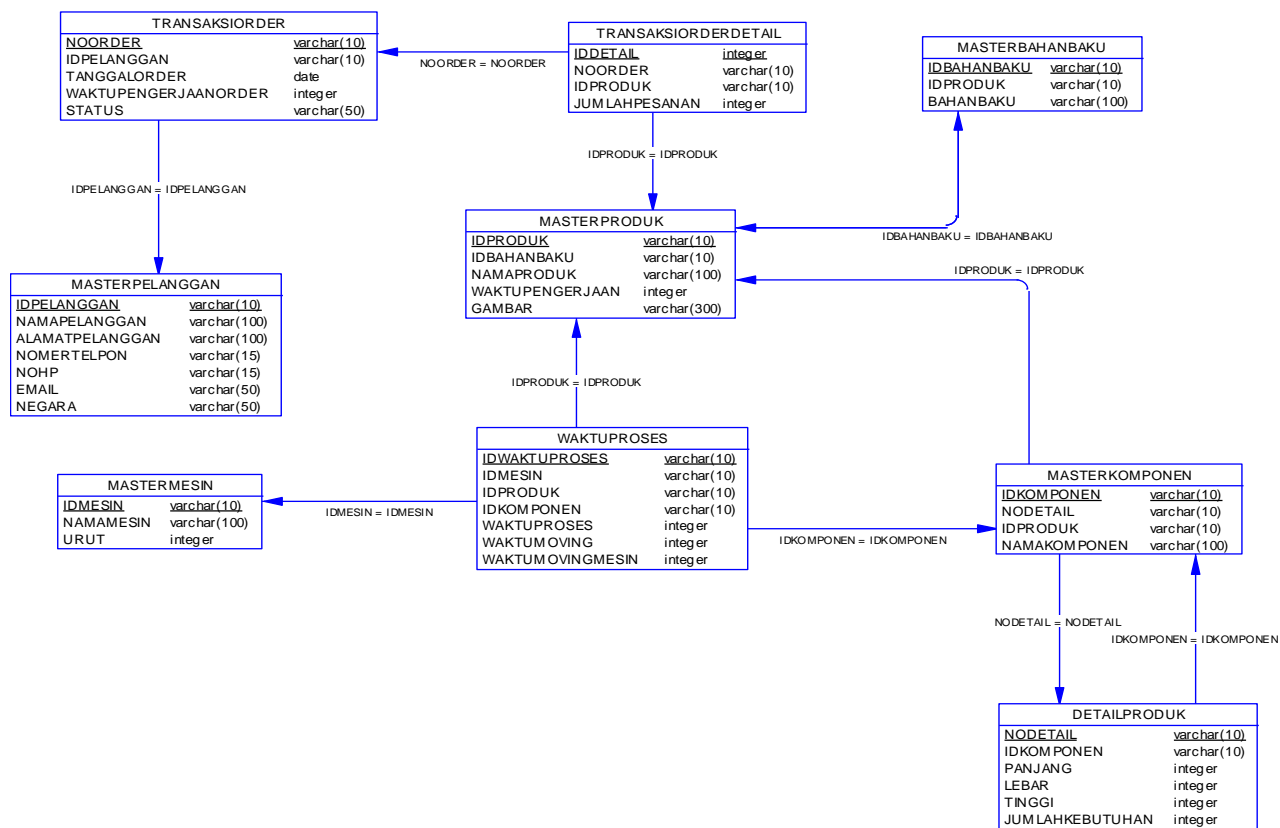 TRANSAKSIORDER
NOORDER varchar(10)
IDPELANGGAN varchar(10)
TANGGALORDER date
WAKTUPENGERJAANORDER integer
STATUS varchar(50)
NOORDER = NOORDER
TRANSAKSIORDERDETAIL
IDDETAIL integer
NOORDER varchar(10)
IDPRODUK varchar(10)
JUMLAHPESANAN integer
MASTERBAHANBAKU
IDBAHANBAKU varchar(10)
IDPRODUK varchar(10)
BAHANBAKU varchar(100)
IDPRODUK = IDPRODUK
IDPELANGGAN = IDPELANGGAN
MASTERPRODUK
IDPRODUK varchar(10)
IDBAHANBAKU varchar(10)
NAMAPRODUK varchar(100)
WAKTUPENGERJAAN integer
GAMBAR varchar(300)
IDBAHANBAKU = IDBAHANBAKU
IDPRODUK = IDPRODUK
MASTERPELANGGAN
IDPELANGGAN varchar(10)
NAMAPELANGGAN varchar(100)
ALAMATPELANGGAN varchar(100)
NOMERTELPON varchar(15)
NOHP varchar(15)
EMAIL varchar(50)
NEGARA varchar(50)
IDPRODUK = IDPRODUK
WAKTUPROSES
IDWAKTUPROSES varchar(10)
IDMESIN varchar(10)
IDPRODUK varchar(10)
IDKOMPONEN varchar(10)
WAKTUPROSES integer
WAKTUMOVING integer
WAKTUMOVINGMESIN integer
MASTERMESIN
IDMESIN varchar(10)
NAMAMESIN varchar(100)
URUT integer
IDMESIN = IDMESIN
IDKOMPONEN = IDKOMPONEN
MASTERKOMPONEN
IDKOMPONEN varchar(10)
NODETAIL varchar(10)
IDPRODUK varchar(10)
NAMAKOMPONEN varchar(100)
NODETAIL = NODETAIL
IDKOMPONEN = IDKOMPONEN
DETAILPRODUK
NODETAIL varchar(10)
IDKOMPONEN varchar(10)
PANJANG integer
LEBAR integer
TINGGI integer
JUMLAHKEBUTUHAN integer